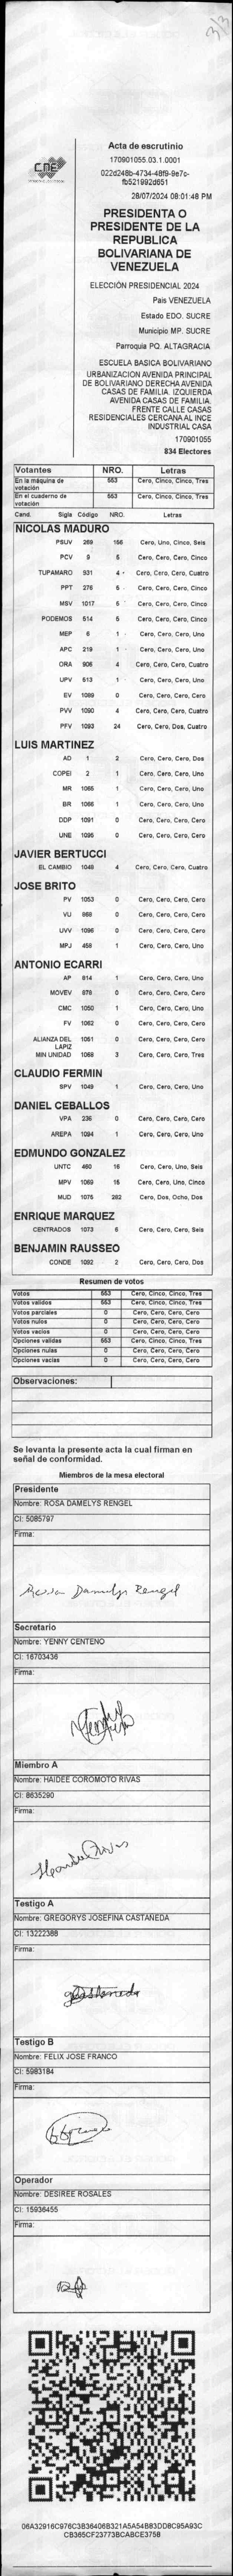 3/3
CNE
Acta de escrutinio
170901055.03.1.0001
022d248b-4734-48f9-9e7c-
fb521992d651
28/07/2024 08:01:48 PM
PRESIDENTA O
PRESIDENTE DE LA
REPUBLICA
BOLIVARIANA DE
VENEZUELA
ELECCIÓN PRESIDENCIAL 2024
Pais VENEZUELA
Estado EDO. SUCRE
Municipio MP. SUCRE
Parroquia PQ. ALTAGRACIA
ESCUELA BASICA BOLIVARIANO
URBANIZACION AVENIDA PRINCIPAL
DE BOLIVARIANO DERECHA AVENIDA
CASAS DE FAMILIA. IZQUIERDA
AVENIDA CASAS DE FAMILIA.
FRENTE CALLE CASAS
RESIDENCIALES CERCANA AL INCE
INDUSTRIAL CASA
170901055
834 Electores
Votantes NRO. Letras
En la máquina de votación 553 Cero, Cinco, Cinco, Tres
En el cuaderno de votación 553 Cero, Cinco, Cinco, Tres
Cand. Sigla Código NRO. Letras
NICOLAS MADURO
PSUV 269 156 Cero, Uno, Cinco, Seis
PCV 9 5 Cero, Cero, Cero, Cinco
TUPAMARO 931 4 Cero, Cero, Cero, Cuatro
PPT 276 5 Cero, Cero, Cero, Cinco
MSV 1017 5 Cero, Cero, Cero, Cinco
PODEMOS 514 5 Cero, Cero, Cero, Cinco
MEP 6 1 Cero, Cero, Cero, Uno
APC 219 1 Cero, Cero, Cero, Uno
ORA 906 4 Cero, Cero, Cero, Cuatro
UPV 513 1 Cero, Cero, Cero, Uno
EV 1089 0 Cero, Cero, Cero, Cero
PVV 1090 4 Cero, Cero, Cero, Cuatro
PFV 1093 24 Cero, Cero, Dos, Cuatro
LUIS MARTINEZ
AD 1 2 Cero, Cero, Cero, Dos
COPEI 2 1 Cero, Cero, Cero, Uno
MR 1065 1 Cero, Cero, Cero, Uno
BR 1066 1 Cero, Cero, Cero, Uno
DDP 1091 0 Cero, Cero, Cero, Cero
UNE 1096 0 Cero, Cero, Cero, Cero
JAVIER BERTUCCI
EL CAMBIO 1048 4 Cero, Cero, Cero, Cuatro
JOSE BRITO
PV 1053 0 Cero, Cero, Cero, Cero
VU 868 0 Cero, Cero, Cero, Cero
UVV 1096 0 Cero, Cero, Cero, Cero
MPJ 458 1 Cero, Cero, Cero, Uno
ANTONIO ECARRI
AP 614 1 Cero, Cero, Cero, Uno
MOVEV 979 0 Cero, Cero, Cero, Cero
CMC 1050 1 Cero, Cero, Cero, Uno
FV 1062 0 Cero, Cero, Cero, Cero
ALIANZA DEL LAPIZ 1051 0 Cero, Cero, Cero, Cero
MIN UNIDAD 1068 3 Cero, Cero, Cero, Tres
CLAUDIO FERMIN
SPV 1049 1 Cero, Cero, Cero, Uno
DANIEL CEBALLOS
VPA 236 0 Cero, Cero, Cero, Cero
AREPA 1094 1 Cero, Cero, Cero, Uno
EDMUNDO GONZALEZ
UNTC 460 16 Cero, Cero, Uno, Seis
MPV 1069 15 Cero, Cero, Uno, Cinco
MUD 1075 282 Cero, Dos, Ocho, Dos
ENRIQUE MARQUEZ
CENTRADOS 1073 6 Cero, Cero, Cero, Seis
BENJAMIN RAUSSEO
CONDE 1092 2 Cero, Cero, Cero, Dos
Resumen de votos
Votos 553 Cero, Cinco, Cinco, Tres
Votos validos 553 Cero, Cinco, Cinco, Tres
Votos parciales 0 Cero, Cero, Cero, Cero
Votos nulos 0 Cero, Cero, Cero, Cero
Votos vacios 0 Cero, Cero, Cero, Cero
Opciones validas 553 Cero, Cinco, Cinco, Tres
Opciones nulas 0 Cero, Cero, Cero, Cero
Opciones vacias 0 Cero, Cero, Cero, Cero
Observaciones:
Se levanta la presente acta la cual firman en
señal de conformidad.
Miembros de la mesa electoral
Presidente
Nombre: ROSA DAMELYS RENGEL
CI: 5085797
Firma:
Rossa Damelys Rengel
Secretario
Nombre: YENNY CENTENO
CI: 16703436
Firma:
Miembro A
Nombre: HAIDEE COROMOTO RIVAS
CI: 8635290
Firma:
Testigo A
Nombre: GREGORYS JOSEFINA CASTAÑEDA
CI: 13222388
Firma:
Testigo B
Nombre: FELIX JOSE FRANCO
CI: 5983184
Firma:
Operador
Nombre: DESIREE ROSALES
CI: 15936455
Firma:
06A32916C976C3B36406B321A5A54B83DD8C95A93C
CB365CF23773BCABCE3758